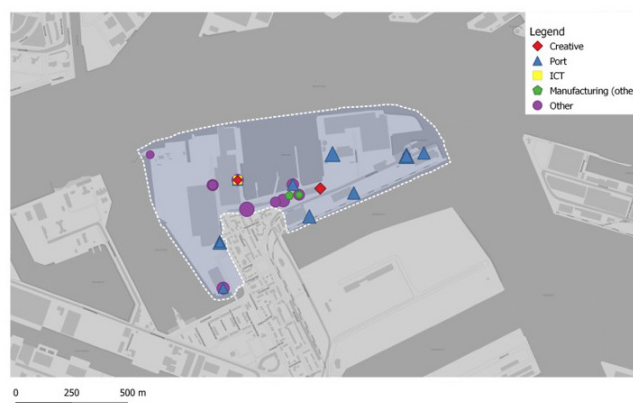 Legend
Creative
Port
ICT
Manufacturing (othe
Other
0 250 500 m